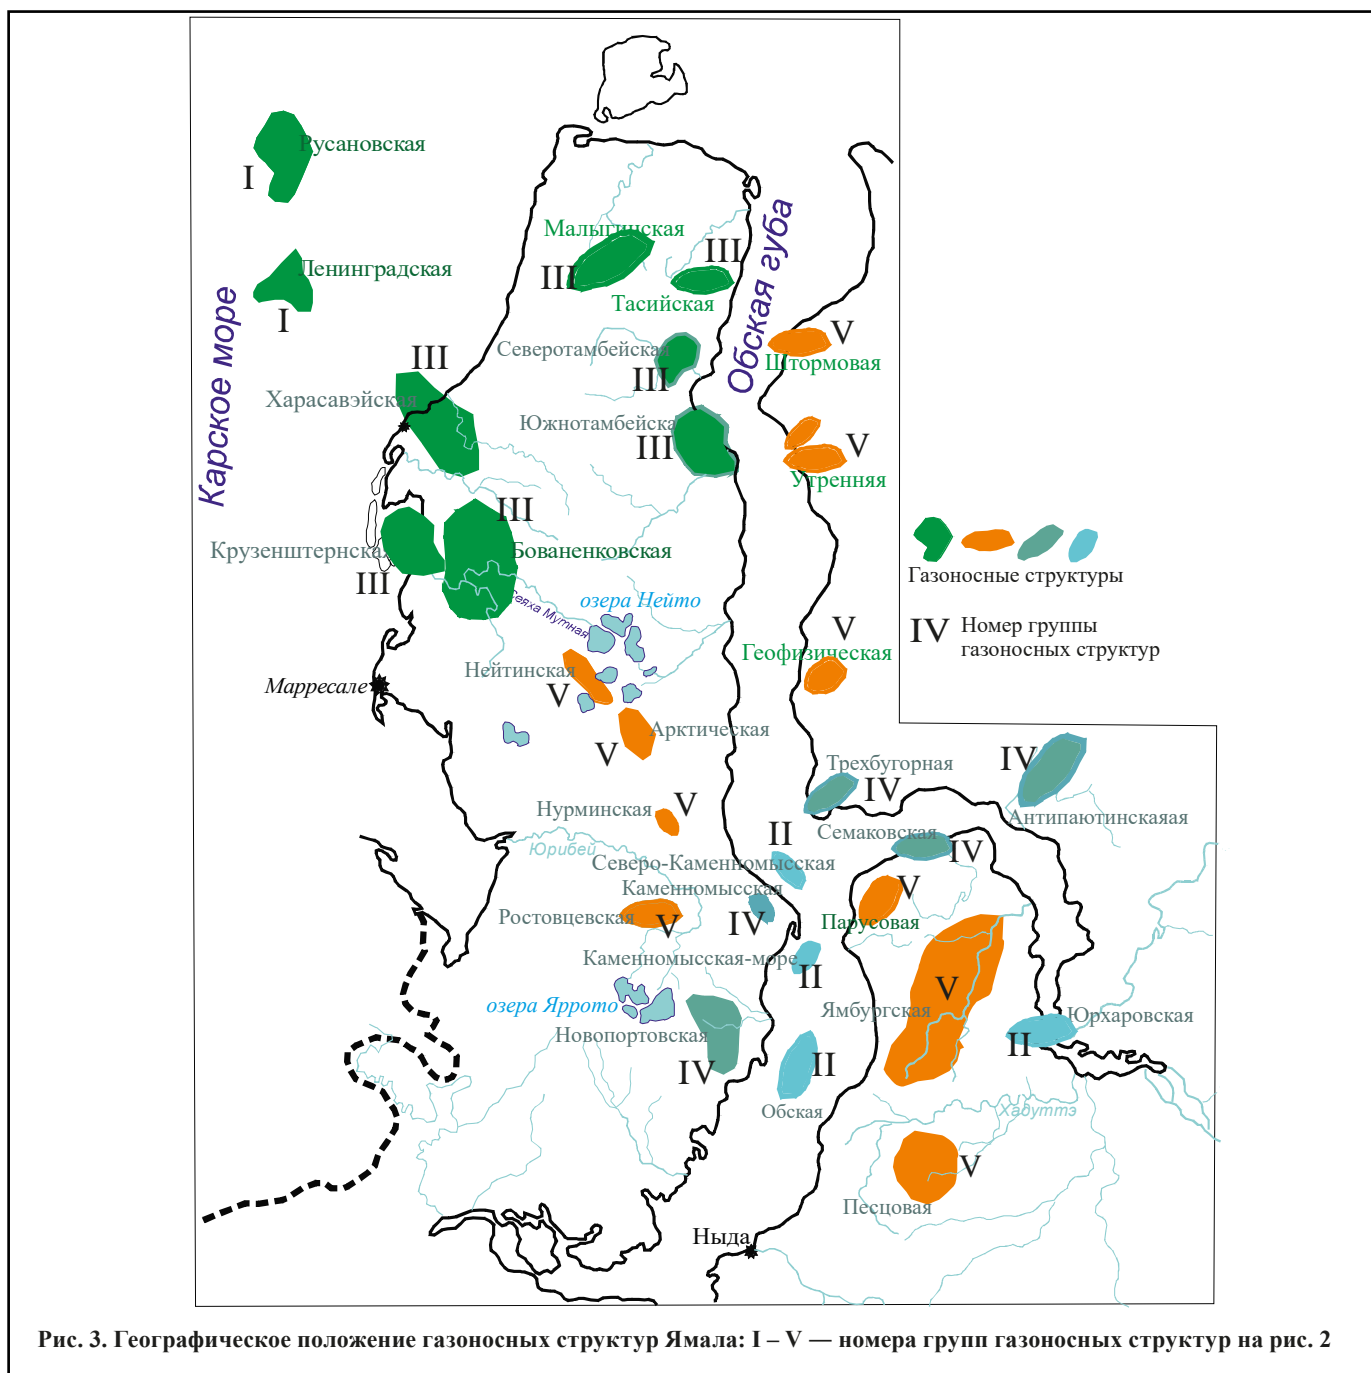 Русановская
I
Ленинградская
I
Карское море
Малыгинская
III
III
Тасийская
Обская губа
Северотамбейская
III
V
Штормовая
III
Харасавэйская
Южнотамбейска
III
V
Утренняя
III
Крузенштернская
Бованенковская
III
Сеяха Мутная
озера Нейто
Газоносные структуры
IV
Номер группы
газоносных структур
V
Геофизическая
Нейтинская
V
Марресале
Арктическая
V
Трехбугорная
IV
IV
Антипаютинскаяая
Нурминская
V
Юрибей
II
Семаковская
IV
Северо-Каменномысская
Каменномысская
IV
V
Парусовая
Ростовцевская
V
Каменномысская-море
II
озера Яррото
Новопортовская
IV
Ямбургская
V
Юрхаровская
II
II
Обская
Хадуттэ
V
Песцовая
Ныда
Рис. 3. Географическое положение газоносных структур Ямала: I – V — номера групп газоносных структур на рис. 2